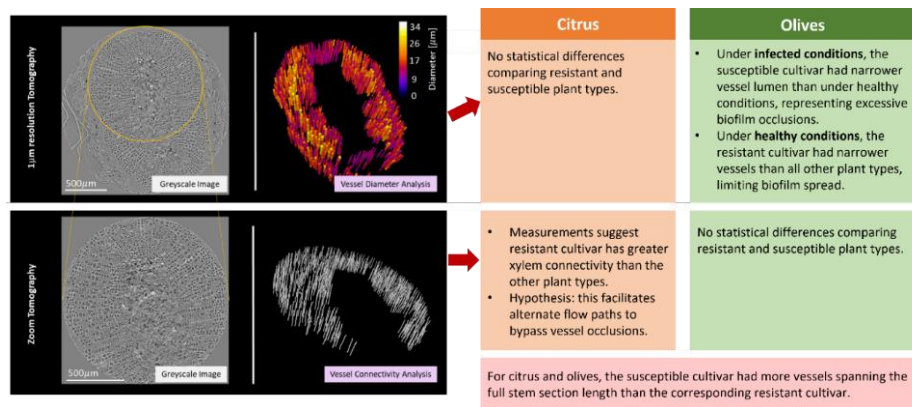 1µm resolution Tomography
500µm
Greyscale Image
34
26
17
9
0
Diameter [µm]
Vessel Diameter Analysis
Citrus
No statistical differences
comparing resistant and
susceptible plant types.
Olives
• Under infected conditions, the
susceptible cultivar had narrower
vessel lumen than under healthy
conditions, representing excessive
biofilm occlusions.
• Under healthy conditions, the
resistant cultivar had narrower
vessels than all other plant types,
limiting biofilm spread.
Zoom Tomography
500µm
Greyscale Image
Vessel Connectivity Analysis
• Measurements suggest
resistant cultivar has greater
xylem connectivity than the
other plant types.
• Hypothesis: this facilitates
alternate flow paths to
bypass vessel occlusions.
No statistical differences comparing
resistant and susceptible plant types.
For citrus and olives, the susceptible cultivar had more vessels spanning the
full stem section length than the corresponding resistant cultivar.